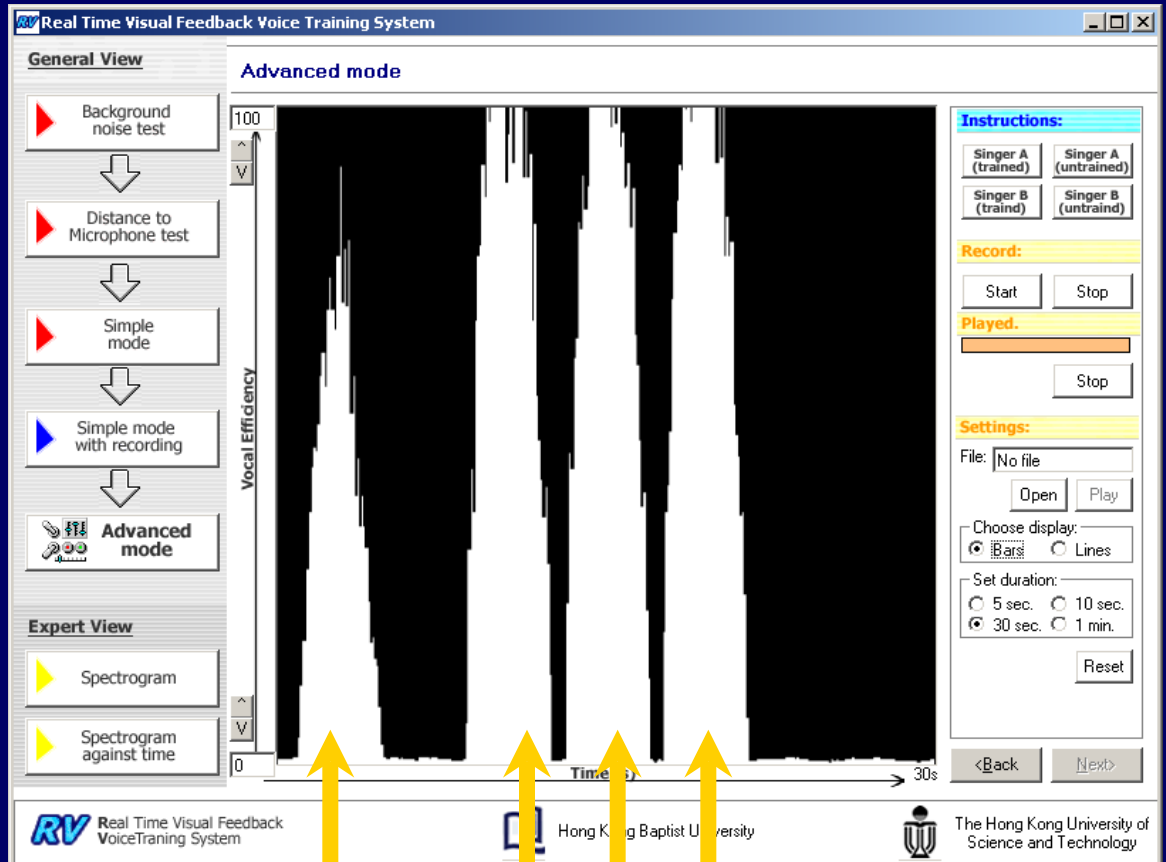 Real Time Visual Feedback Voice Training System
General View
Background
noise test
Distance to
Microphone test
Simple
mode
Simple mode
with recording
Advanced
mode
Expert View
Spectrogram
Spectrogram
against time
Advanced mode
100
^
V
Vocal Efficiency
^
V
0
30s
Instructions:
Singer A
(trained)
Singer A
(untrained)
Singer B
(traind)
Singer B
(untraind)
Record:
Start
Stop
Played.
Stop
Settings:
File: No file
Open
Play
Choose display:
Bars
Lines
Set duration:
5 sec.
10 sec.
30 sec.
1 min.
Reset
<Back
Next>
RV
Real Time Visual Feedback
VoiceTraning System
Hong Kong Baptist University
The Hong Kong University of
Science and Technology